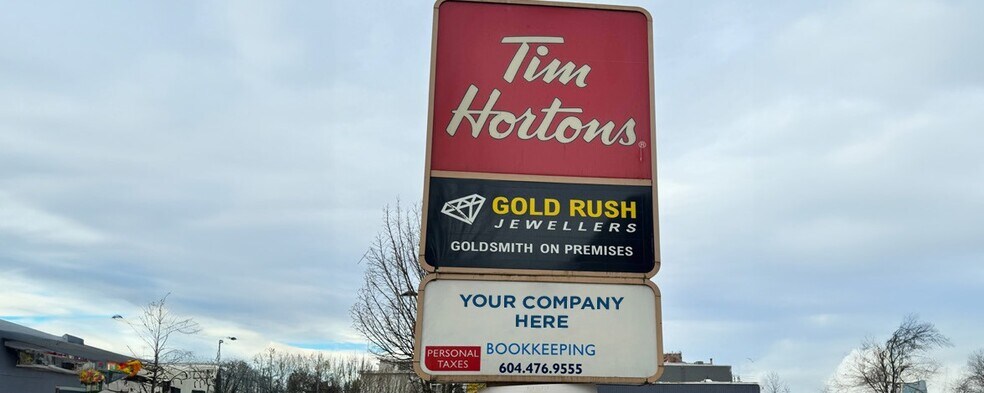 Tim
Hortons®
GOLD RUSH
JEWELLERS
GOLDSMITH ON PREMISES
YOUR COMPANY
HERE
PERSONAL
TAXES
BOOKKEEPING
604.476.9555